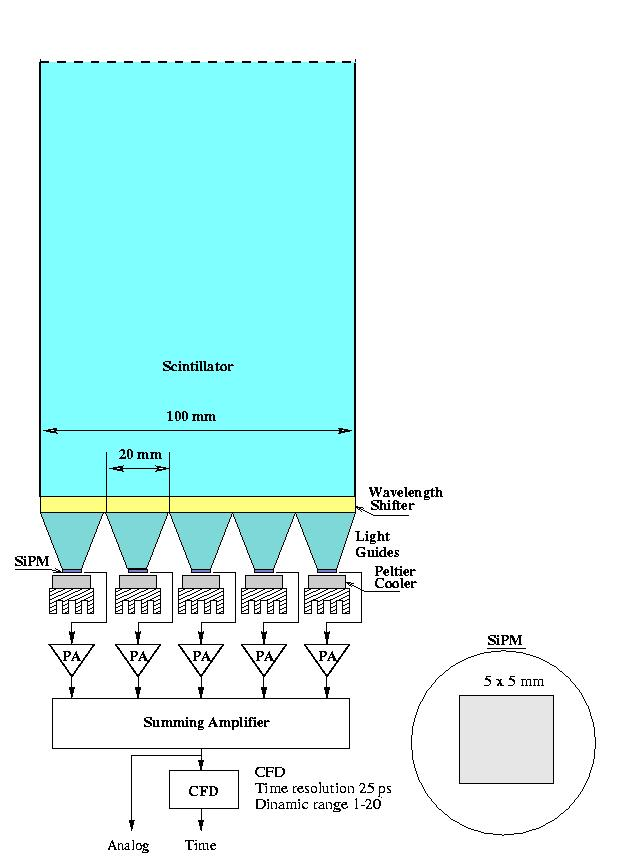 Scintillator
100 mm
20 mm
Wavelength
Shifter
Light
Guides
SiPM
Peltier
Cooler
PA
PA
PA
PA
PA
SiPM
5 x 5 mm
Summing Amplifier
CFD
CFD
Time resolution 25 ps
Dinamic range 1-20
Analog
Time